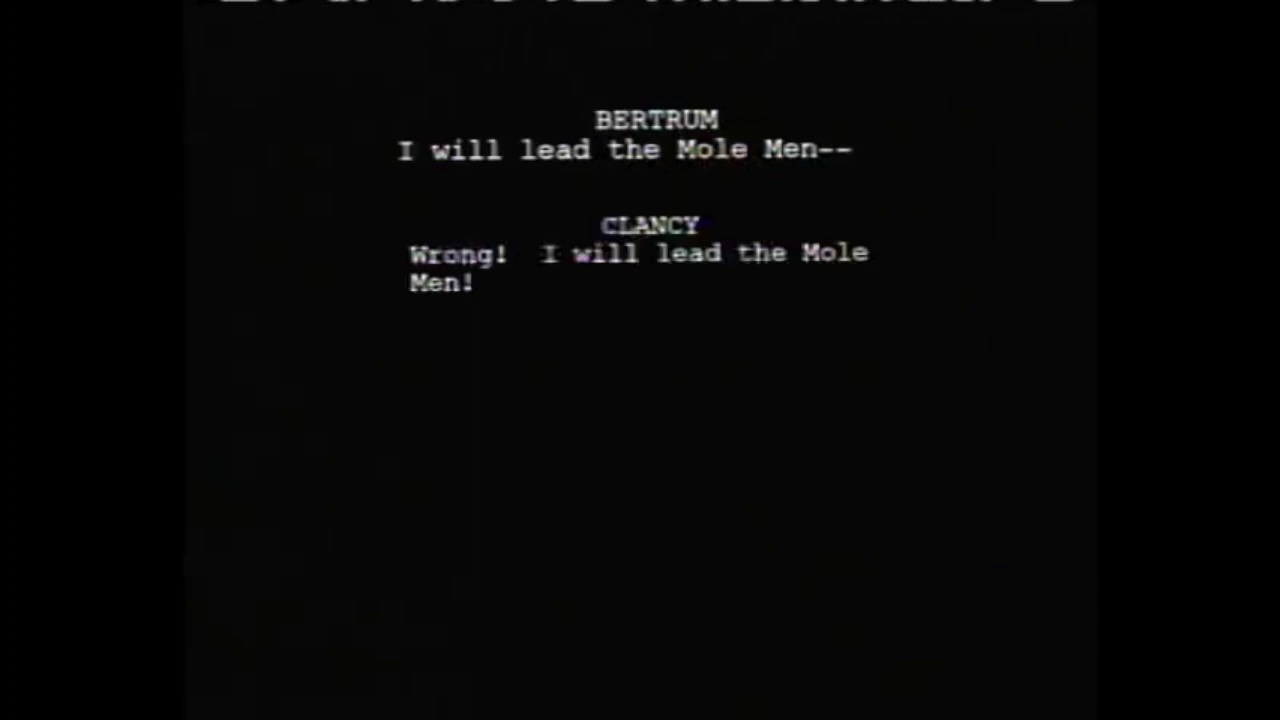 BERTRUM
I will lead the Mole Men--
CLANCY
Wrong!  I will lead the Mole
Men!